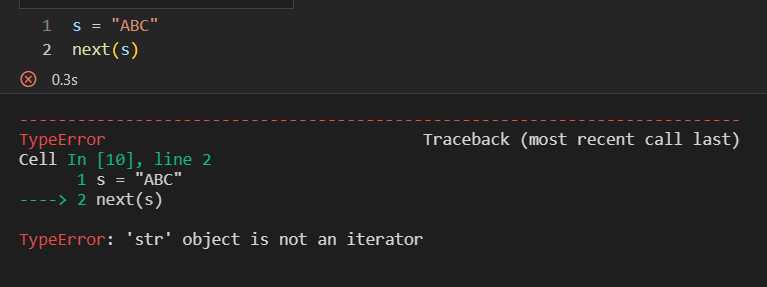 1 s = "ABC"
2 next(s)
0.3s
---------------------------------------------------------------------------
TypeError                                 Traceback (most recent call last)
Cell In [10], line 2
      1 s = "ABC"
----> 2 next(s)
TypeError: 'str' object is not an iterator